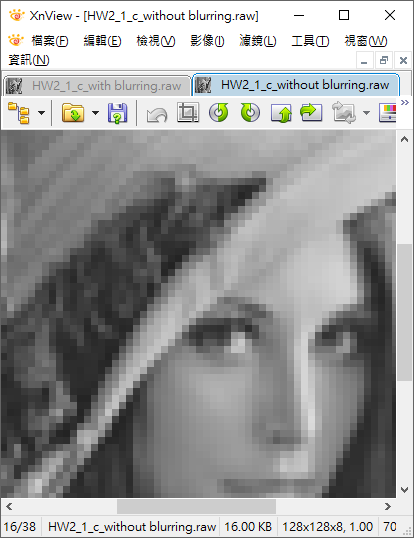 XnView - [HW2_1_c_without blurring.raw]
檔案(F) 編輯(E) 檢視(V) 影像(I) 濾鏡(L) 工具(T) 視窗(W)
資訊(N)
HW2_1_c_with blurring.raw HW2_1_c_without blurring.raw
16/38 HW2_1_c_without blurring.raw 16.00 KB 128x128x8, 1.00 70